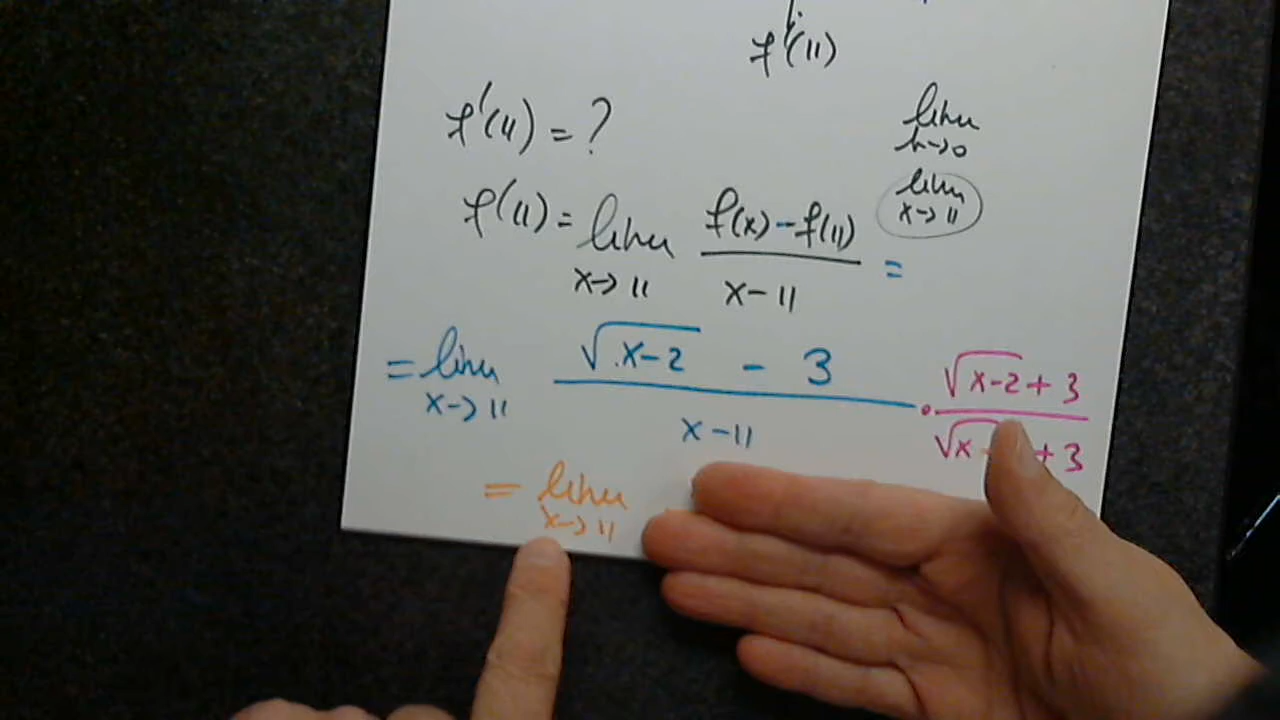 f'(11)
f'(11) = ?
lim
h→0
lim
x→11
f'(11) = lim f(x) - f(11) =
x→11 x-11
= lim √x-2 - 3 · √x-2 + 3
x→11 x-11 √x + 3
= lim
x→11